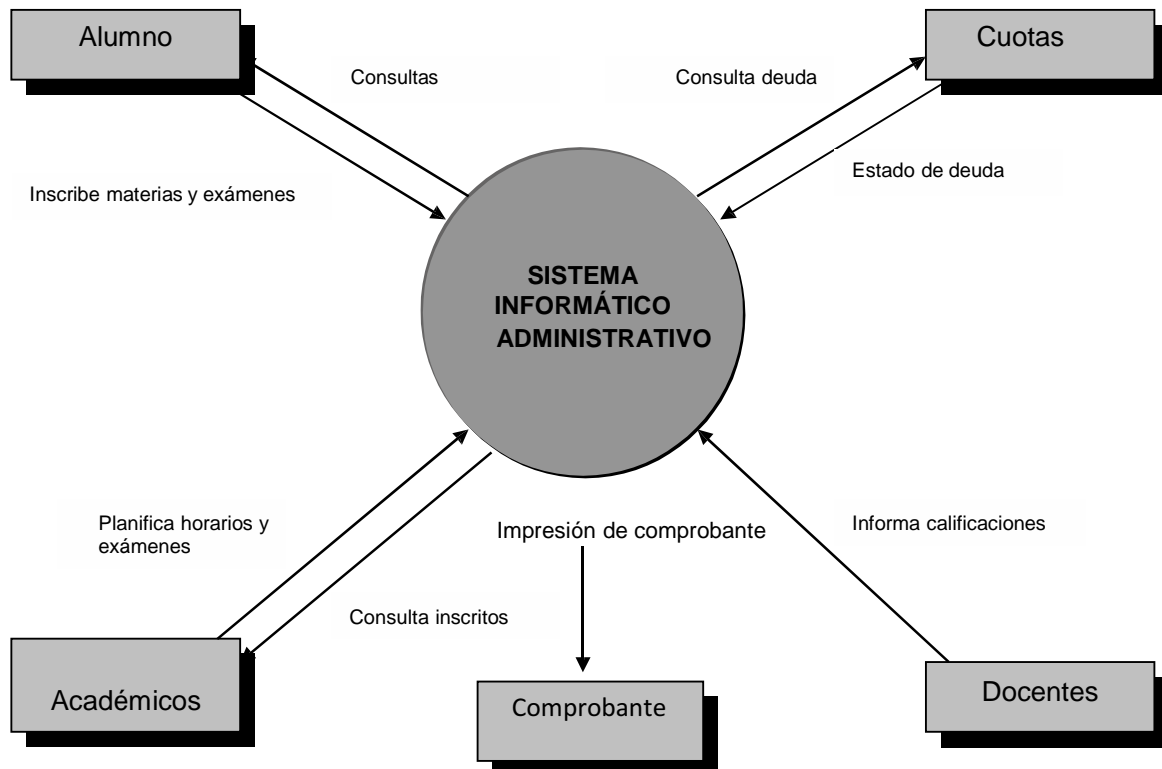 Alumno
Cuotas
Consultas
Consulta deuda
Inscribe materias y exámenes
Estado de deuda
SISTEMA
INFORMÁTICO
ADMINISTRATIVO
Planifica horarios y
exámenes
Impresión de comprobante
Informa calificaciones
Consulta inscritos
Académicos
Comprobante
Docentes